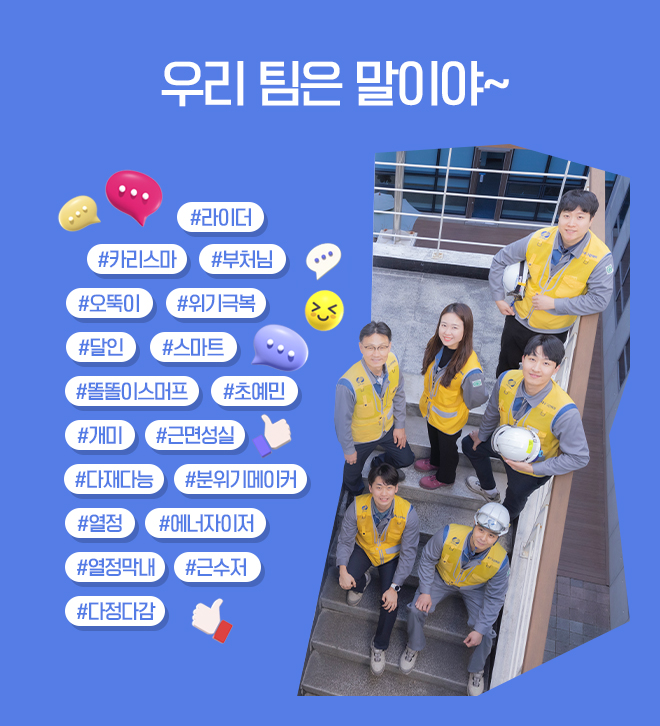 우리 팀은 말이야~
#라이더
#카리스마 #부처님
#오뚝이 #위기극복
#달인 #스마트
#똘똘이스머프 #초예민
#개미 #근면성실
#다재다능 #분위기메이커
#열정 #에너자이저
#열정막내 #근수저
#다정다감